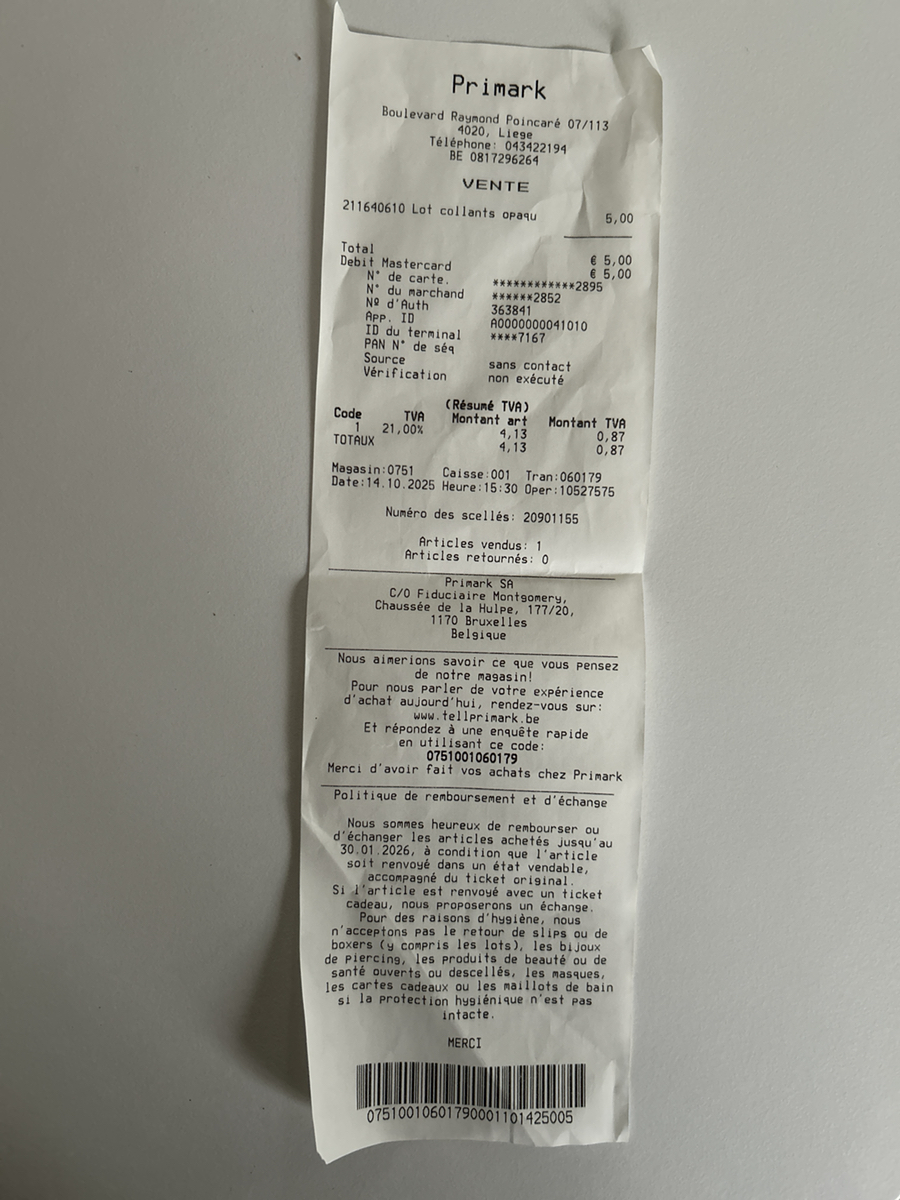 Primark
Boulevard Raymond Poincaré 07/113
4020, Liege
Téléphone: 043422194
BE 0817296264
VENTE
211640610 Lot collants opaqu 5,00
Total € 5,00
Debit Mastercard € 5,00
N° de carte. ************2895
N° du marchand ******2852
Nº d'Auth 363841
App. ID A0000000041010
ID du terminal ****7167
PAN N° de séq
Source sans contact
Vérification non exécuté
(Résumé TVA)
Code TVA Montant art Montant TVA
1 21,00% 4,13 0,87
TOTAUX 4,13 0,87
Magasin:0751 Caisse:001 Tran:060179
Date:14.10.2025 Heure:15:30 Oper:10527575
Numéro des scellés: 20901155
Articles vendus: 1
Articles retournés: 0
Primark SA
C/O Fiduciaire Montgomery,
Chaussée de la Hulpe, 177/20,
1170 Bruxelles
Belgique
Nous aimerions savoir ce que vous pensez
de notre magasin!
Pour nous parler de votre expérience
d'achat aujourd'hui, rendez-vous sur:
www.tellprimark.be
Et répondez à une enquête rapide
en utilisant ce code:
0751001060179
Merci d'avoir fait vos achats chez Primark
Politique de remboursement et d'échange
Nous sommes heureux de rembourser ou
d'échanger les articles achetés jusqu'au
30.01.2026, à condition que l'article
soit renvoyé dans un état vendable,
accompagné du ticket original.
Si l'article est renvoyé avec un ticket
cadeau, nous proposerons un échange.
Pour des raisons d'hygiène, nous
n'acceptons pas le retour de slips ou de
boxers (y compris les lots), les bijoux
de piercing, les produits de beauté ou de
santé ouverts ou descellés, les masques,
les cartes cadeaux ou les maillots de bain
si la protection hygiénique n'est pas
intacte.
MERCI
07510010601790001101425005